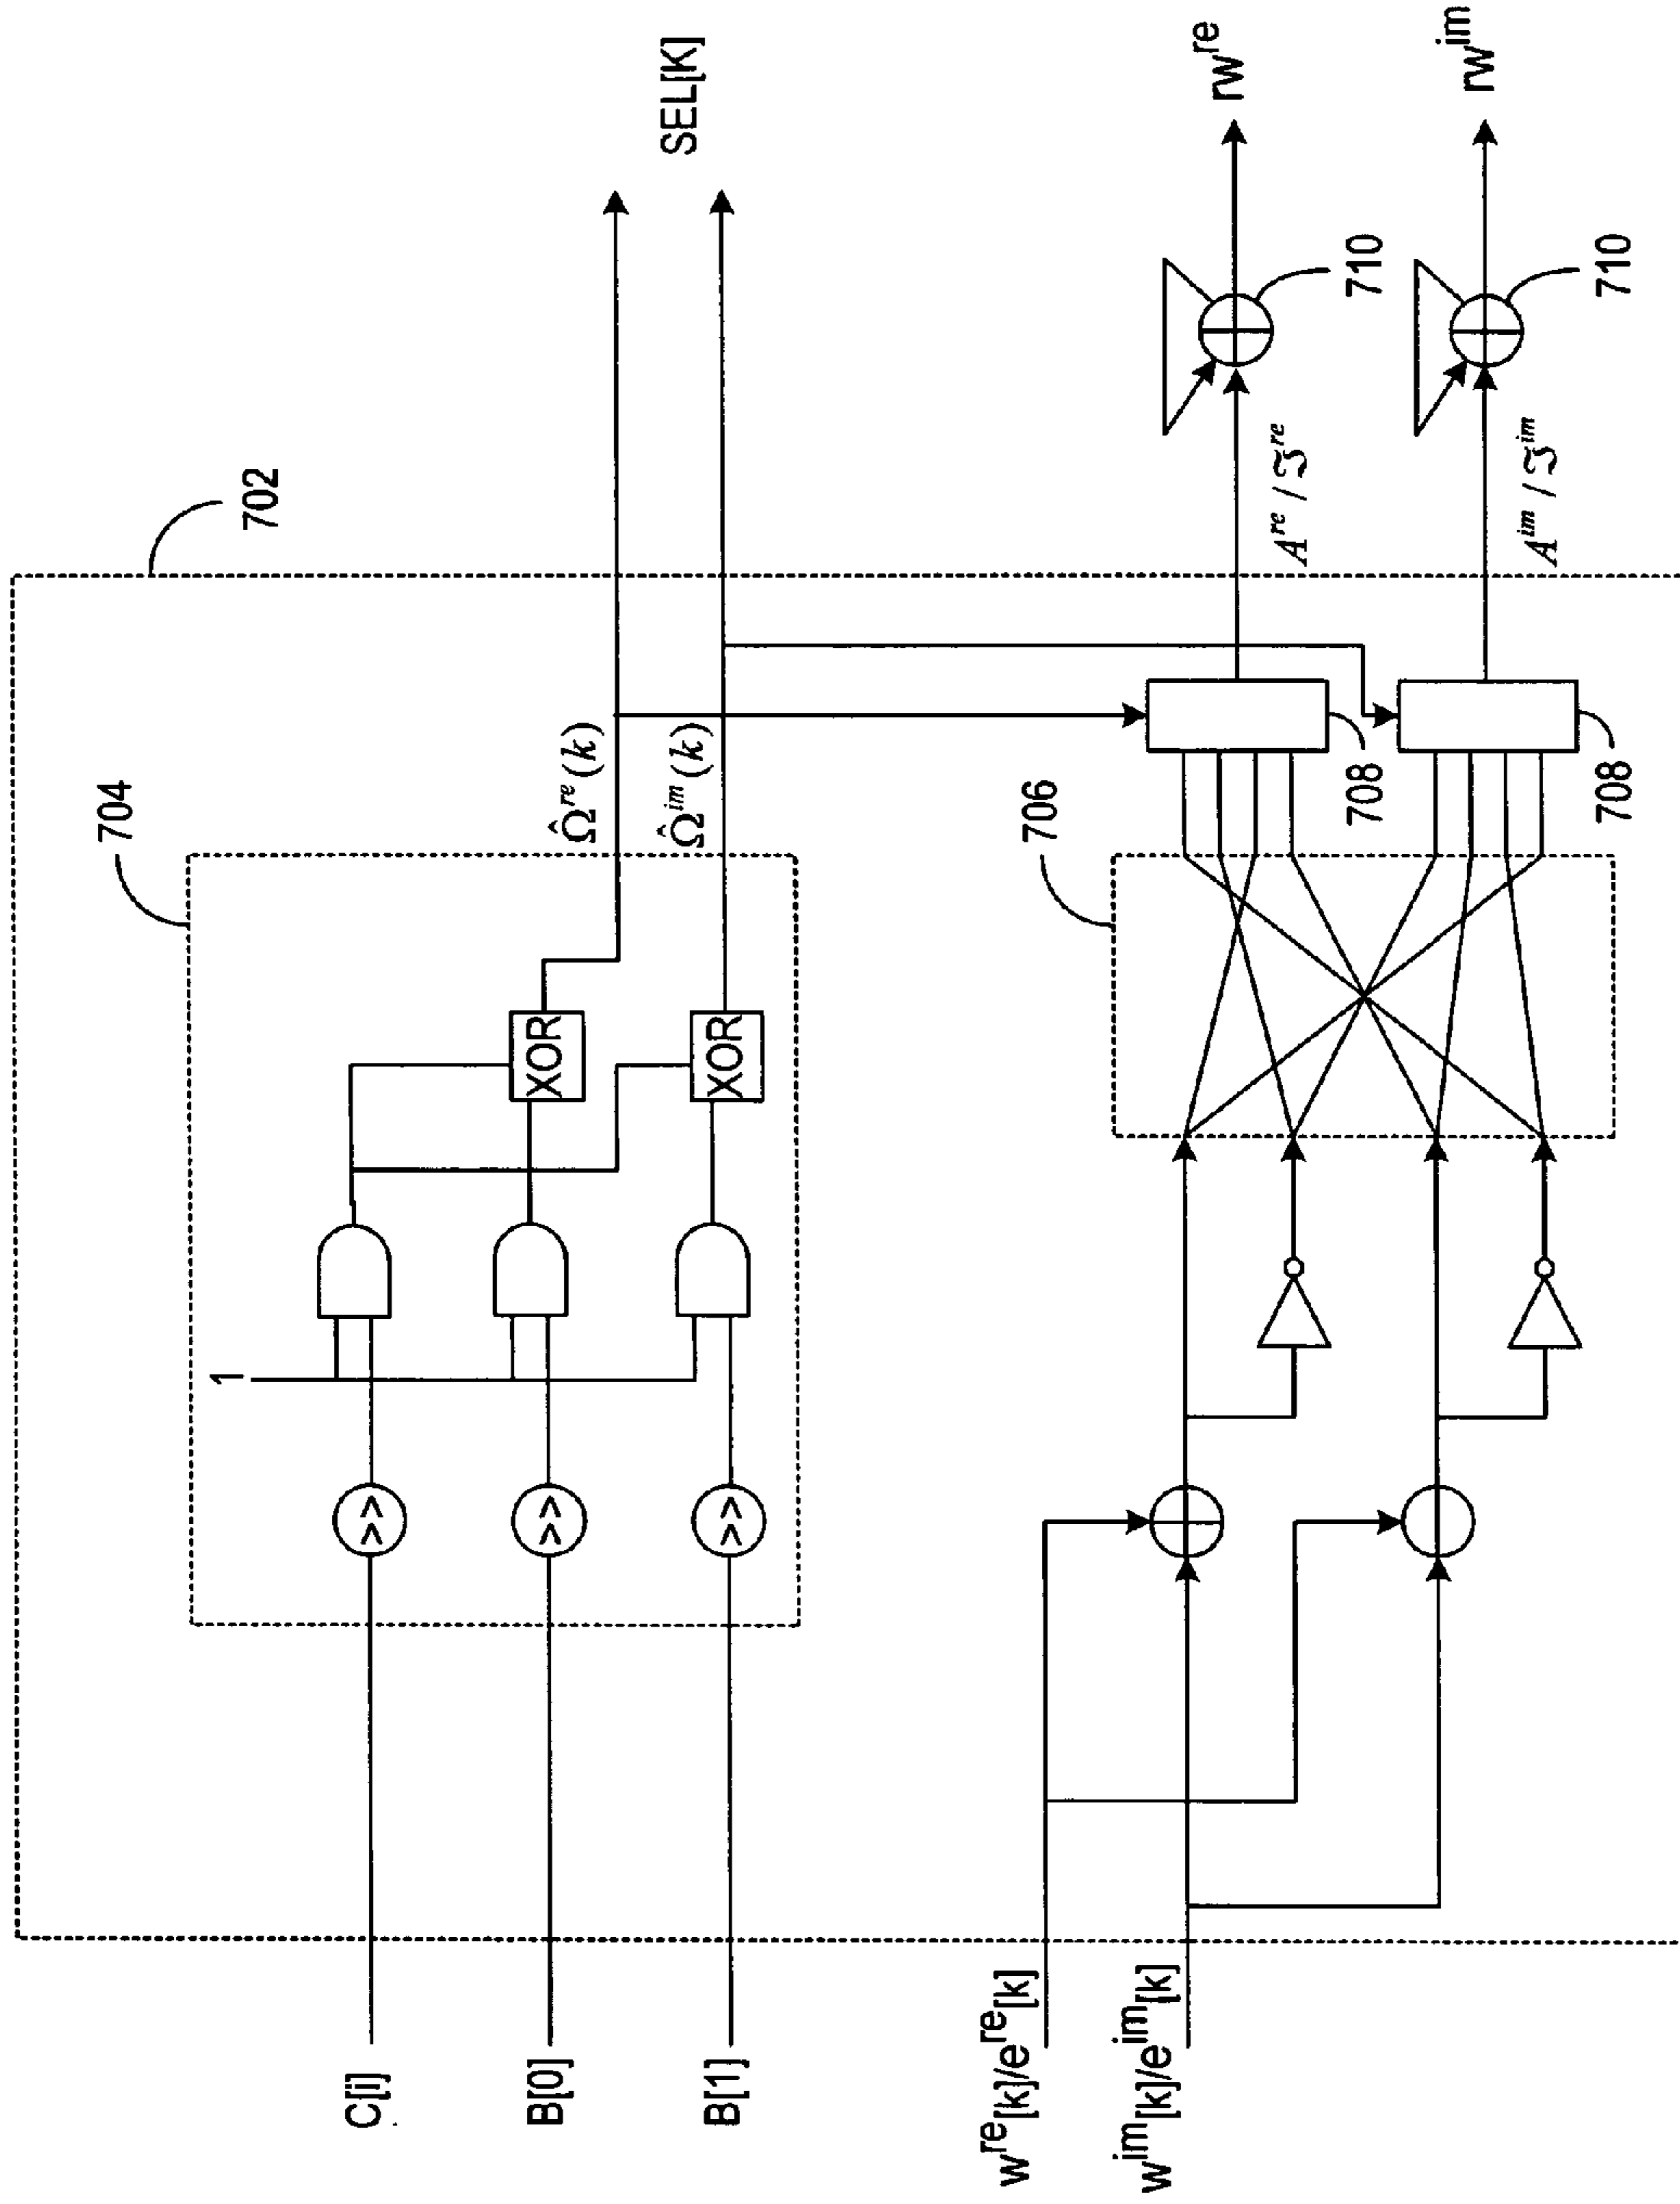 702
704
C[i]
B[0]
B[1]
1
>>
>>
>>
XOR
XOR
Ω̂^re (k)
Ω̂^im (k)
SEL[K]
706
w^re[k]/e^re[k]
w^im[k]/e^im[k]
708
708
A^re / ℑ̃^re
A^im / ℑ̃^im
710
710
rw^re
rw^im